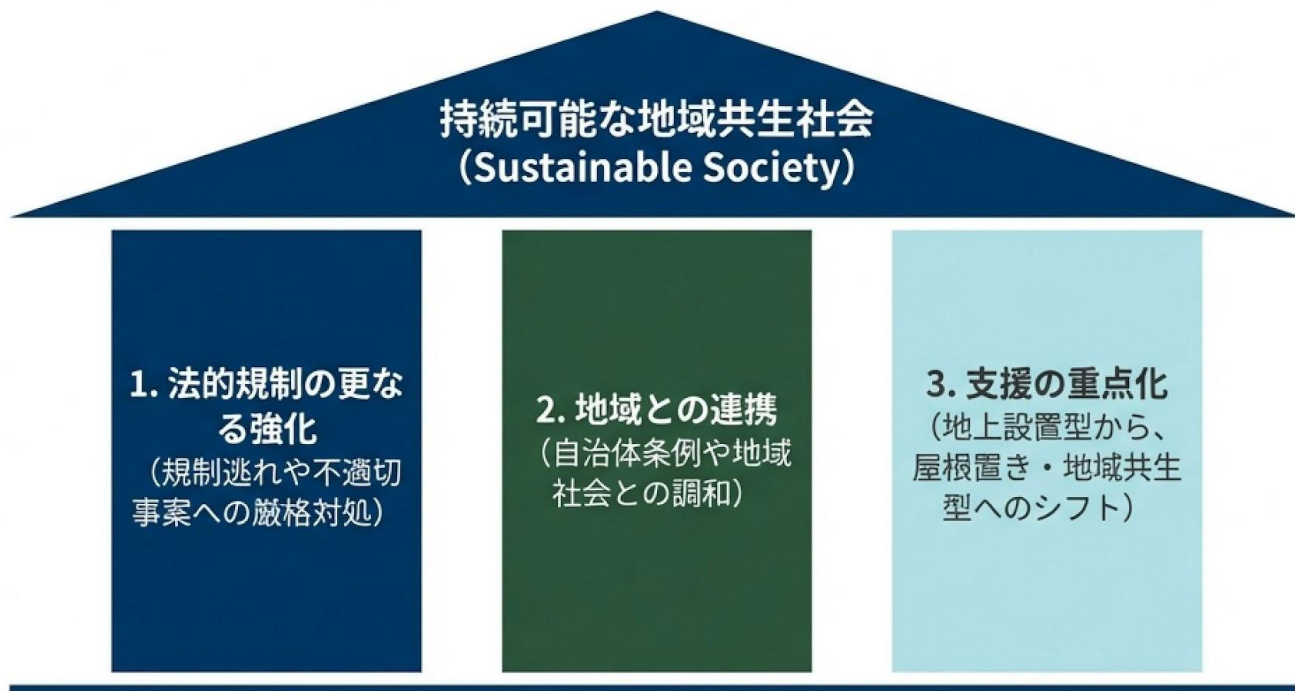 持続可能な地域共生社会
（Sustainable Society）
1. 法的規制の更な
る強化
（規制逃れや不適切
事案への厳格対処）
2. 地域との連携
（自治体条例や地域
社会との調和）
3. 支援の重点化
（地上設置型から、
屋根置き・地域共生
型へのシフト）